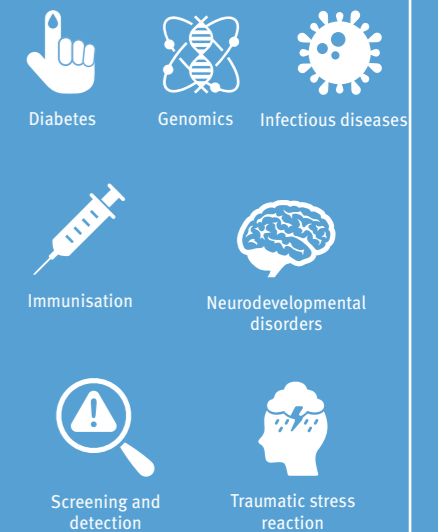 Diabetes
Genomics
Infectious diseases
Immunisation
Neurodevelopmental
disorders
Screening and
detection
Traumatic stress
reaction